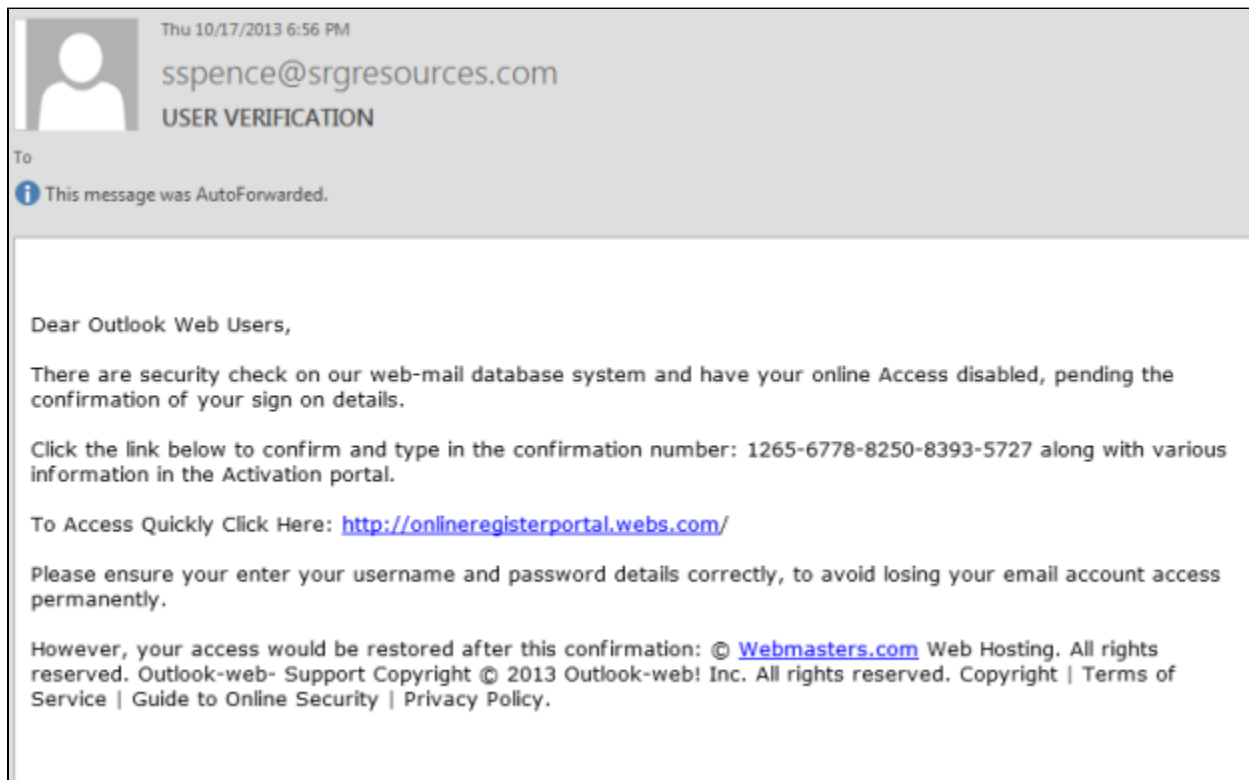 Thu 10/17/2013 6:56 PM
sspence@srgresources.com
USER VERIFICATION
To
This message was AutoForwarded.
Dear Outlook Web Users,
There are security check on our web-mail database system and have your online Access disabled, pending the
confirmation of your sign on details.
Click the link below to confirm and type in the confirmation number: 1265-6778-8250-8393-5727 along with various
information in the Activation portal.
To Access Quickly Click Here: http://onlineregisterportal.webs.com/
Please ensure your enter your username and password details correctly, to avoid losing your email account access
permanently.
However, your access would be restored after this confirmation: © Webmasters.com Web Hosting. All rights
reserved. Outlook-web- Support Copyright © 2013 Outlook-web! Inc. All rights reserved. Copyright | Terms of
Service | Guide to Online Security | Privacy Policy.